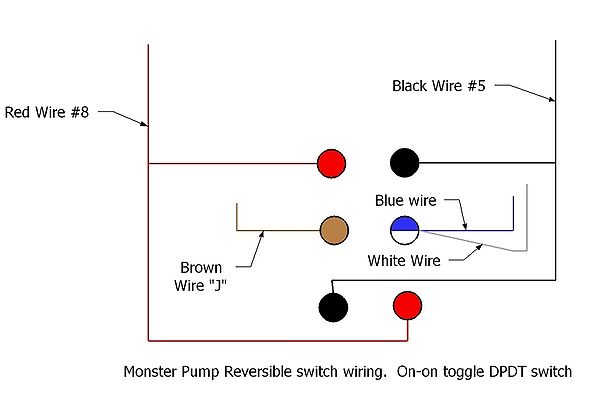 Black Wire #5
Red Wire #8
Blue wire
White Wire
Brown
Wire "J"
Monster Pump Reversible switch wiring.  On-on toggle DPDT switch